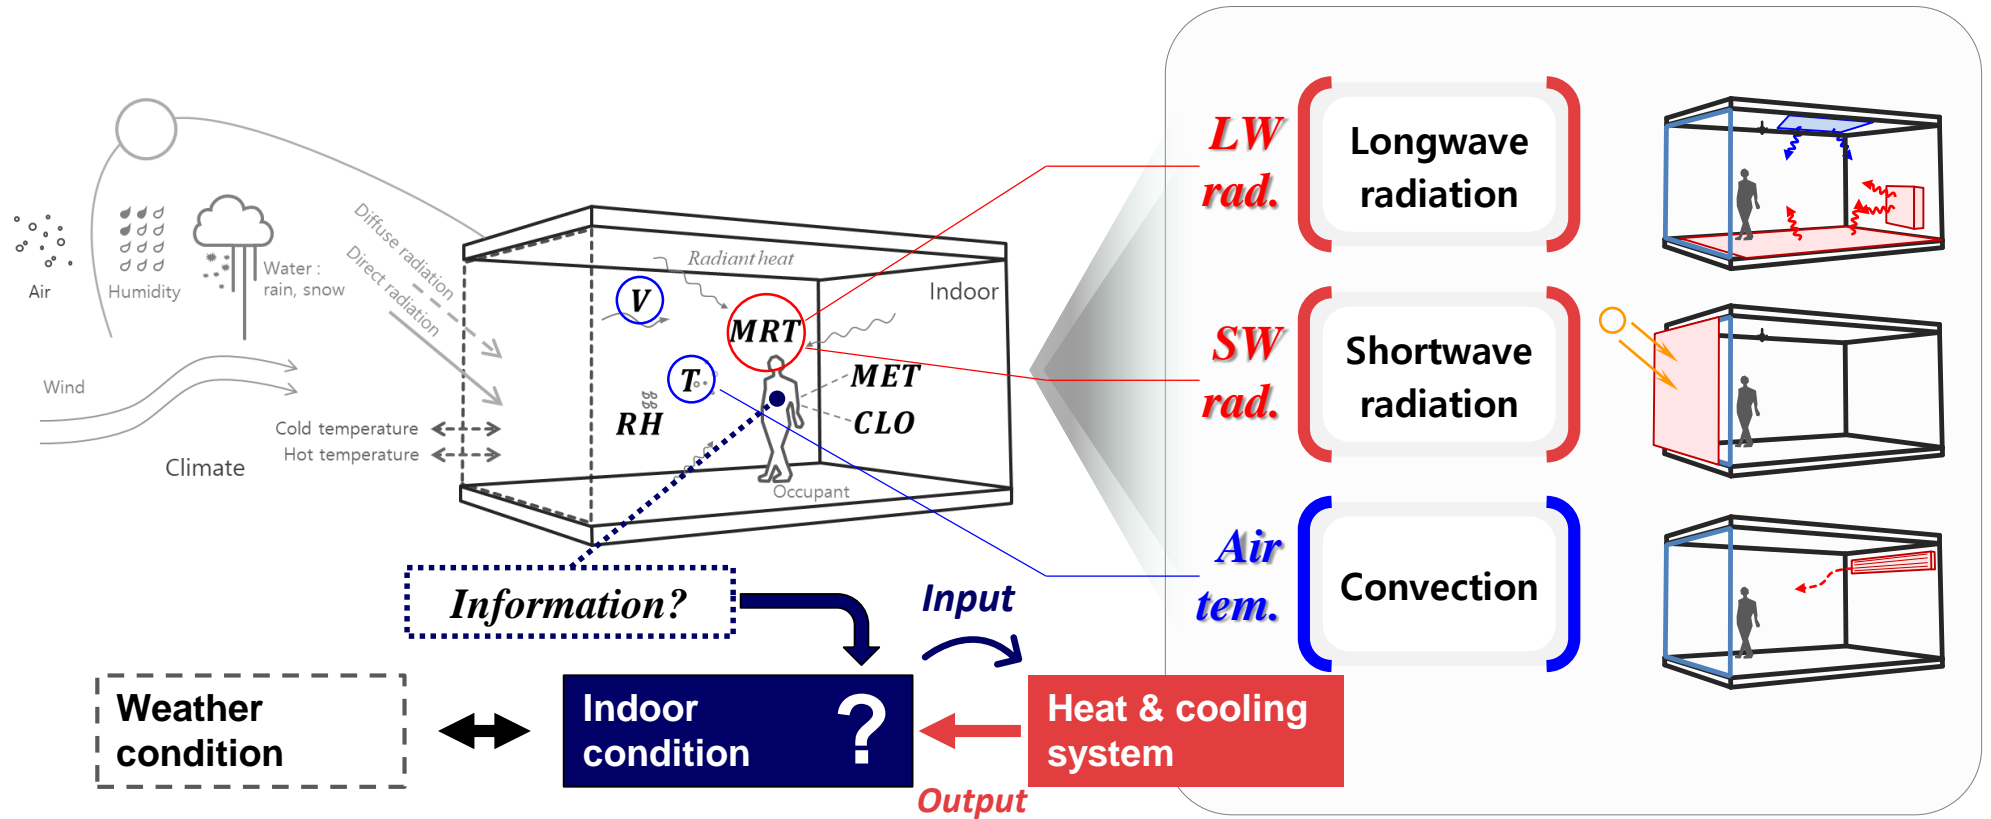 Air
Humidity
Water :
rain, snow
Diffuse radiation
Direct radiation
Wind
Cold temperature
Hot temperature
Climate
Radiant heat
Indoor
V
MRT
T
MET
RH
CLO
Occupant
Information?
Input
Weather
condition
Indoor
condition
?
Heat & cooling
system
Output
LW
rad.
Longwave
radiation
SW
rad.
Shortwave
radiation
Air
tem.
Convection